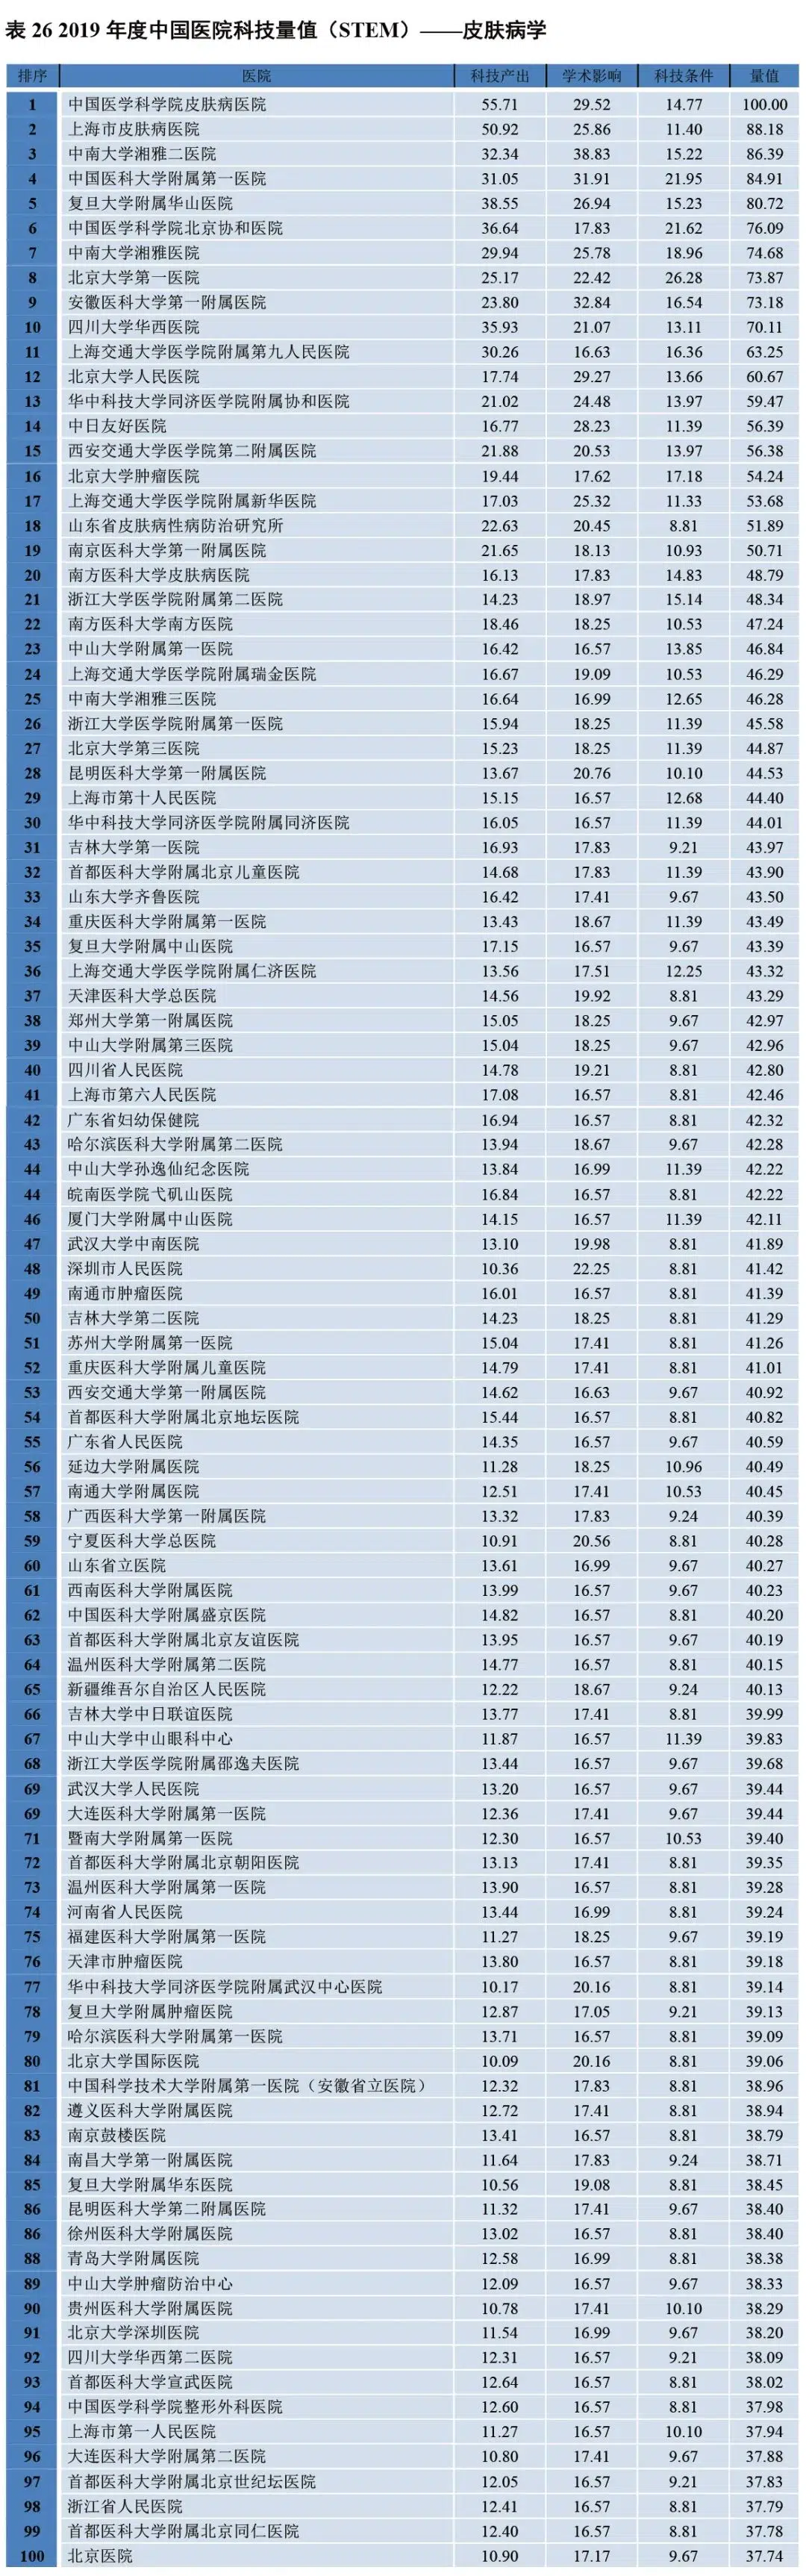 表 26 2019 年度中国医院科技量值（STEM）——皮肤病学
排序 医院 科技产出 学术影响 科技条件 量值
1 中国医学科学院皮肤病医院 55.71 29.52 14.77 100.00
2 上海市皮肤病医院 50.92 25.86 11.40 88.18
3 中南大学湘雅二医院 32.34 38.83 15.22 86.39
4 中国医科大学附属第一医院 31.05 31.91 21.95 84.91
5 复旦大学附属华山医院 38.55 26.94 15.23 80.72
6 中国医学科学院北京协和医院 36.64 17.83 21.62 76.09
7 中南大学湘雅医院 29.94 25.78 18.96 74.68
8 北京大学第一医院 25.17 22.42 26.28 73.87
9 安徽医科大学第一附属医院 23.80 32.84 16.54 73.18
10 四川大学华西医院 35.93 21.07 13.11 70.11
11 上海交通大学医学院附属第九人民医院 30.26 16.63 16.36 63.25
12 北京大学人民医院 17.74 29.27 13.66 60.67
13 华中科技大学同济医学院附属协和医院 21.02 24.48 13.97 59.47
14 中日友好医院 16.77 28.23 11.39 56.39
15 西安交通大学医学院第二附属医院 21.88 20.53 13.97 56.38
16 北京大学肿瘤医院 19.44 17.62 17.18 54.24
17 上海交通大学医学院附属新华医院 17.03 25.32 11.33 53.68
18 山东省皮肤病性病防治研究所 22.63 20.45 8.81 51.89
19 南京医科大学第一附属医院 21.65 18.13 10.93 50.71
20 南方医科大学皮肤病医院 16.13 17.83 14.83 48.79
21 浙江大学医学院附属第二医院 14.23 18.97 15.14 48.34
22 南方医科大学南方医院 18.46 18.25 10.53 47.24
23 中山大学附属第一医院 16.42 16.57 13.85 46.84
24 上海交通大学医学院附属瑞金医院 16.67 19.09 10.53 46.29
25 中南大学湘雅三医院 16.64 16.99 12.65 46.28
26 浙江大学医学院附属第一医院 15.94 18.25 11.39 45.58
27 北京大学第三医院 15.23 18.25 11.39 44.87
28 昆明医科大学第一附属医院 13.67 20.76 10.10 44.53
29 上海市第十人民医院 15.15 16.57 12.68 44.40
30 华中科技大学同济医学院附属同济医院 16.05 16.57 11.39 44.01
31 吉林大学第一医院 16.93 17.83 9.21 43.97
32 首都医科大学附属北京儿童医院 14.68 17.83 11.39 43.90
33 山东大学齐鲁医院 16.42 17.41 9.67 43.50
34 重庆医科大学附属第一医院 13.43 18.67 11.39 43.49
35 复旦大学附属中山医院 17.15 16.57 9.67 43.39
36 上海交通大学医学院附属仁济医院 13.56 17.51 12.25 43.32
37 天津医科大学总医院 14.56 19.92 8.81 43.29
38 郑州大学第一附属医院 15.05 18.25 9.67 42.97
39 中山大学附属第三医院 15.04 18.25 9.67 42.96
40 四川省人民医院 14.78 19.21 8.81 42.80
41 上海市第六人民医院 17.08 16.57 8.81 42.46
42 广东省妇幼保健院 16.94 16.57 8.81 42.32
43 哈尔滨医科大学附属第二医院 13.94 18.67 9.67 42.28
44 中山大学孙逸仙纪念医院 13.84 16.99 11.39 42.22
44 皖南医学院弋矶山医院 16.84 16.57 8.81 42.22
46 厦门大学附属中山医院 14.15 16.57 11.39 42.11
47 武汉大学中南医院 13.10 19.98 8.81 41.89
48 深圳市人民医院 10.36 22.25 8.81 41.42
49 南通市肿瘤医院 16.01 16.57 8.81 41.39
50 吉林大学第二医院 14.23 18.25 8.81 41.29
51 苏州大学附属第一医院 15.04 17.41 8.81 41.26
52 重庆医科大学附属儿童医院 14.79 17.41 8.81 41.01
53 西安交通大学第一附属医院 14.62 16.63 9.67 40.92
54 首都医科大学附属北京地坛医院 15.44 16.57 8.81 40.82
55 广东省人民医院 14.35 16.57 9.67 40.59
56 延边大学附属医院 11.28 18.25 10.96 40.49
57 南通大学附属医院 12.51 17.41 10.53 40.45
58 广西医科大学第一附属医院 13.32 17.83 9.24 40.39
59 宁夏医科大学总医院 10.91 20.56 8.81 40.28
60 山东省立医院 13.61 16.99 9.67 40.27
61 西南医科大学附属医院 13.99 16.57 9.67 40.23
62 中国医科大学附属盛京医院 14.82 16.57 8.81 40.20
63 首都医科大学附属北京友谊医院 13.95 16.57 9.67 40.19
64 温州医科大学附属第二医院 14.77 16.57 8.81 40.15
65 新疆维吾尔自治区人民医院 12.22 18.67 9.24 40.13
66 吉林大学中日联谊医院 13.77 17.41 8.81 39.99
67 中山大学中山眼科中心 11.87 16.57 11.39 39.83
68 浙江大学医学院附属邵逸夫医院 13.44 16.57 9.67 39.68
69 武汉大学人民医院 13.20 16.57 9.67 39.44
69 大连医科大学附属第一医院 12.36 17.41 9.67 39.44
71 暨南大学附属第一医院 12.30 16.57 10.53 39.40
72 首都医科大学附属北京朝阳医院 13.13 17.41 8.81 39.35
73 温州医科大学附属第一医院 13.90 16.57 8.81 39.28
74 河南省人民医院 13.44 16.99 8.81 39.24
75 福建医科大学附属第一医院 11.27 18.25 9.67 39.19
76 天津市肿瘤医院 13.80 16.57 8.81 39.18
77 华中科技大学同济医学院附属武汉中心医院 10.17 20.16 8.81 39.14
78 复旦大学附属肿瘤医院 12.87 17.05 9.21 39.13
79 哈尔滨医科大学附属第一医院 13.71 16.57 8.81 39.09
80 北京大学国际医院 10.09 20.16 8.81 39.06
81 中国科学技术大学附属第一医院（安徽省立医院） 12.32 17.83 8.81 38.96
82 遵义医科大学附属医院 12.72 17.41 8.81 38.94
83 南京鼓楼医院 13.41 16.57 8.81 38.79
84 南昌大学第一附属医院 11.64 17.83 9.24 38.71
85 复旦大学附属华东医院 10.56 19.08 8.81 38.45
86 昆明医科大学第二附属医院 11.32 17.41 9.67 38.40
86 徐州医科大学附属医院 13.02 16.57 8.81 38.40
88 青岛大学附属医院 12.58 16.99 8.81 38.38
89 中山大学肿瘤防治中心 12.09 16.57 9.67 38.33
90 贵州医科大学附属医院 10.78 17.41 10.10 38.29
91 北京大学深圳医院 11.54 16.99 9.67 38.20
92 四川大学华西第二医院 12.31 16.57 9.21 38.09
93 首都医科大学宣武医院 12.64 16.57 8.81 38.02
94 中国医学科学院整形外科医院 12.60 16.57 8.81 37.98
95 上海市第一人民医院 11.27 16.57 10.10 37.94
96 大连医科大学附属第二医院 10.80 17.41 9.67 37.88
97 首都医科大学附属北京世纪坛医院 12.05 16.57 9.21 37.83
98 浙江省人民医院 12.41 16.57 8.81 37.79
99 首都医科大学附属北京同仁医院 12.40 16.57 8.81 37.78
100 北京医院 10.90 17.17 9.67 37.74